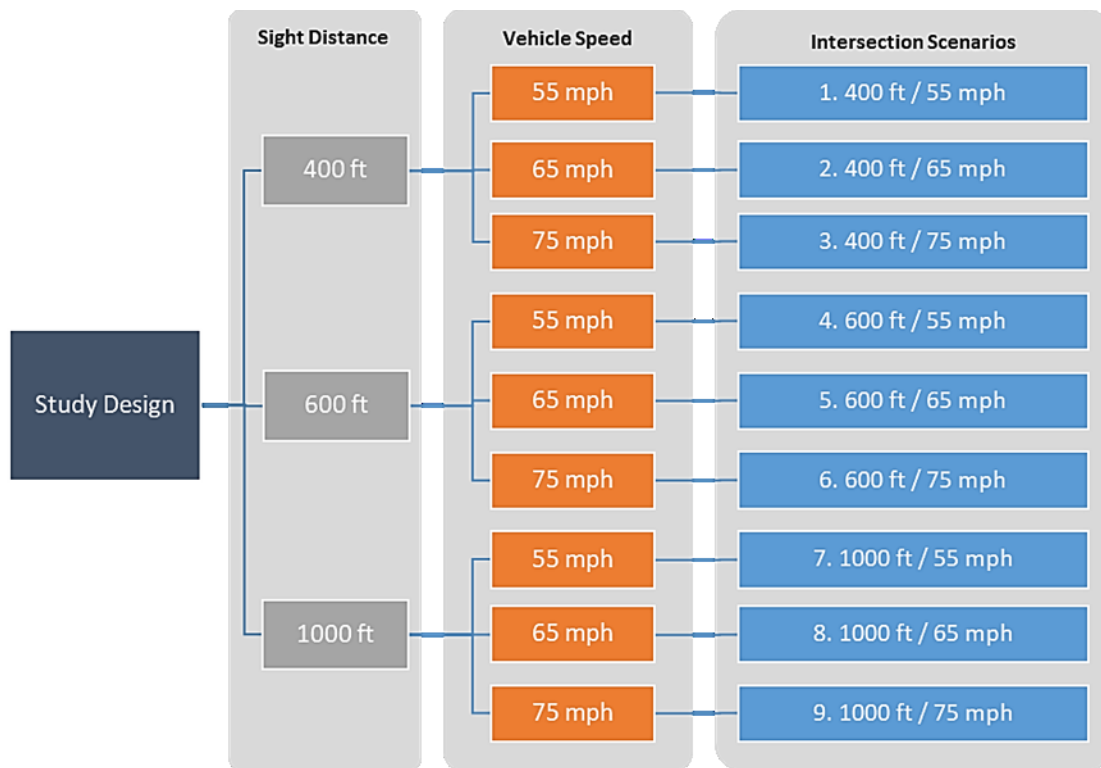 Sight Distance
Vehicle Speed
Intersection Scenarios
Study Design
400 ft
55 mph
1. 400 ft / 55 mph
65 mph
2. 400 ft / 65 mph
75 mph
3. 400 ft / 75 mph
600 ft
55 mph
4. 600 ft / 55 mph
65 mph
5. 600 ft / 65 mph
75 mph
6. 600 ft / 75 mph
1000 ft
55 mph
7. 1000 ft / 55 mph
65 mph
8. 1000 ft / 65 mph
75 mph
9. 1000 ft / 75 mph